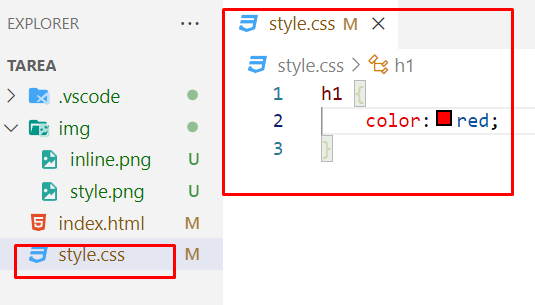 EXPLORER ...
TAREA
.vscode
img
inline.png U
style.png U
index.html M
style.css M
style.css M
style.css > h1
1 h1 {
2 color: red;
3 }